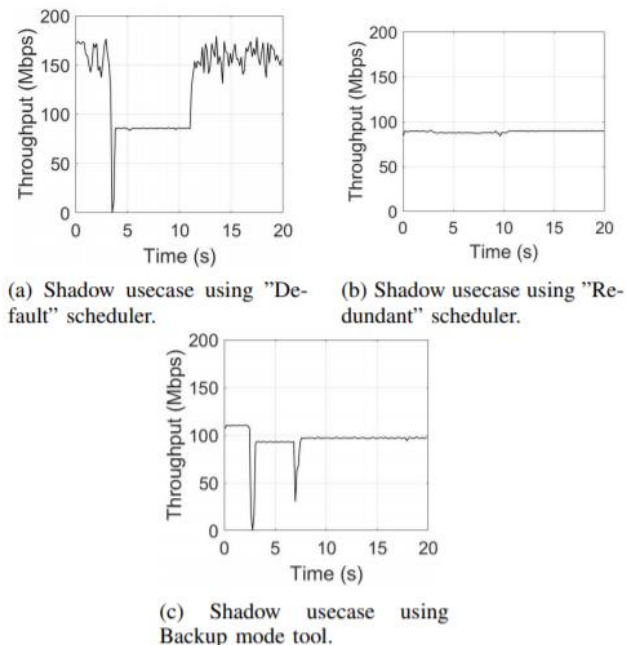 200
150
100
50
0
Throughput (Mbps)
0 5 10 15 20
Time (s)
(a) Shadow usecase using ”De-
fault” scheduler.
200
150
100
50
0
Throughput (Mbps)
0 5 10 15 20
Time (s)
(b) Shadow usecase using ”Re-
dundant” scheduler.
200
150
100
50
0
Throughput (Mbps)
0 5 10 15 20
Time (s)
(c) Shadow usecase using
Backup mode tool.